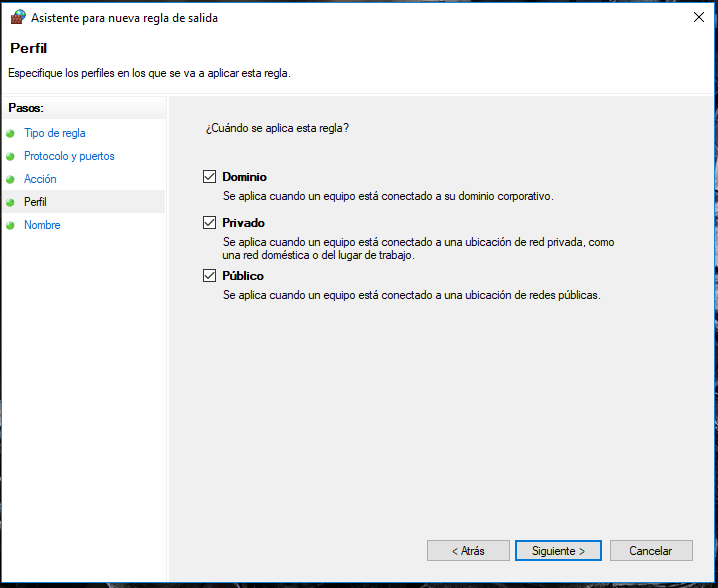 Asistente para nueva regla de salida
Perfil
Especifique los perfiles en los que se va a aplicar esta regla.
Pasos:
Tipo de regla
Protocolo y puertos
Acción
Perfil
Nombre
¿Cuándo se aplica esta regla?
Dominio
Se aplica cuando un equipo está conectado a su dominio corporativo.
Privado
Se aplica cuando un equipo está conectado a una ubicación de red privada, como
una red doméstica o del lugar de trabajo.
Público
Se aplica cuando un equipo está conectado a una ubicación de redes públicas.
< Atrás
Siguiente >
Cancelar